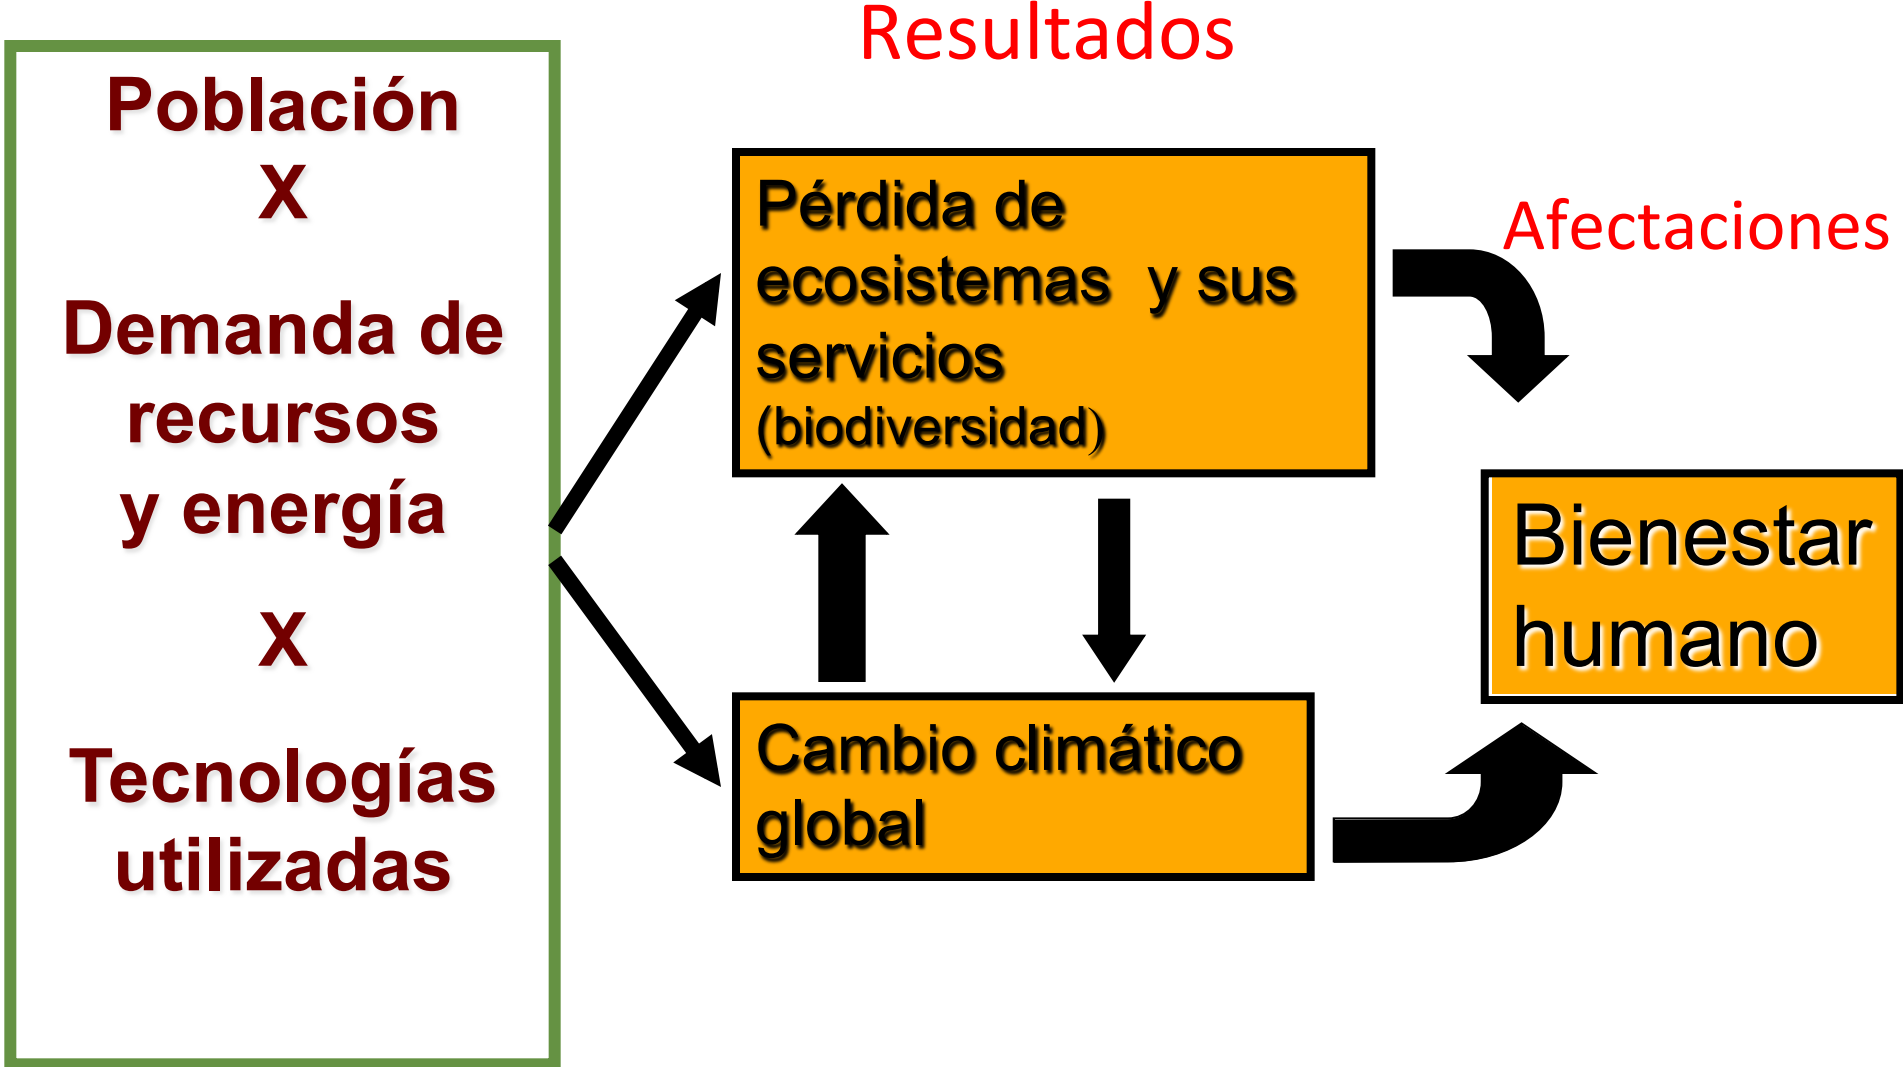 Resultados
Población
X
Demanda de
recursos
y energía
X
Tecnologías
utilizadas
Pérdida de
ecosistemas y sus
servicios
(biodiversidad)
Cambio climático
global
Afectaciones
Bienestar
humano